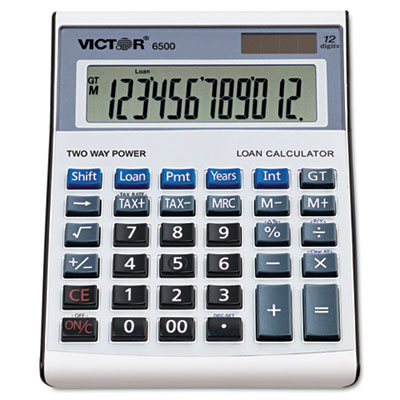 VICTOR® 6500
12 digits
Loan
GT
M
123456789012.
TWO WAY POWER LOAN CALCULATOR
Shift Loan Pmt Years Int GT
TAX RATE
→ TAX+ TAX− MRC M− M+
√ 7 8 9 % ÷
+/− 4 5 6 − ×
CE 1 2 3 + =
OFF DEC-SET
ON/C 0 00 •